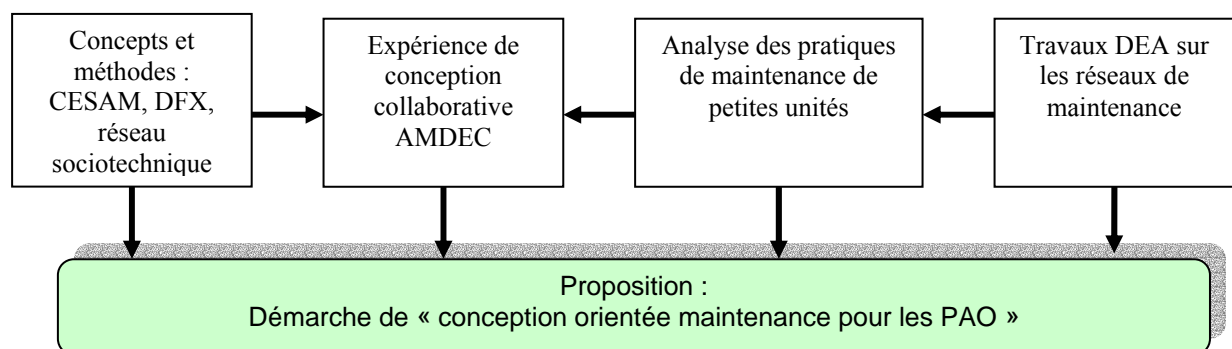 Concepts et
méthodes :
CESAM, DFX,
réseau
sociotechnique
Expérience de
conception
collaborative
AMDEC
Analyse des pratiques
de maintenance de
petites unités
Travaux DEA sur
les réseaux de
maintenance
Proposition :
Démarche de « conception orientée maintenance pour les PAO »